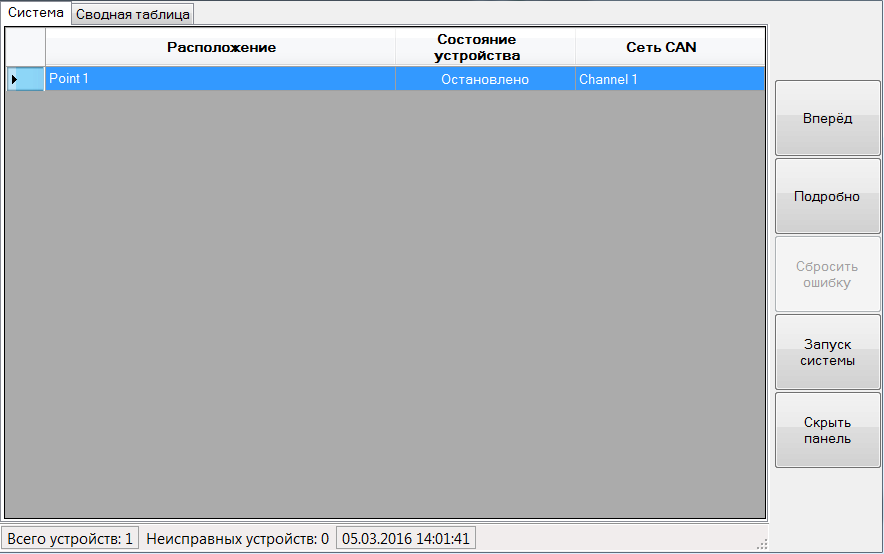 Система Сводная таблица
Расположение Состояние устройства Сеть CAN
Point 1 Остановлено Channel 1
Вперёд
Подробно
Сбросить
ошибку
Запуск
системы
Скрыть
панель
Всего устройств: 1 Неисправных устройств: 0 05.03.2016 14:01:41